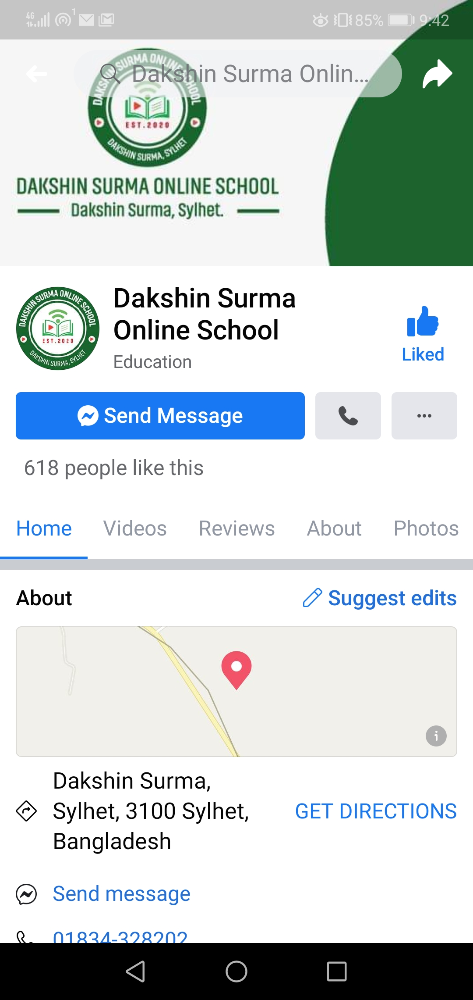 4G
1
85%
9:42
Dakshin Surma Onlin...
DAKSHIN SURMA ONLINE SCHOOL
EST.2020
DAKSHIN SURMA, SYLHET
DAKSHIN SURMA ONLINE SCHOOL
Dakshin Surma, Sylhet.
DAKSHIN SURMA ONLINE SCHOOL
EST.2020
DAKSHIN SURMA, SYLHET
Dakshin Surma
Online School
Education
Liked
Send Message
618 people like this
Home Videos Reviews About Photos
About
Suggest edits
Dakshin Surma,
Sylhet, 3100 Sylhet,
Bangladesh
GET DIRECTIONS
Send message
01834-328202